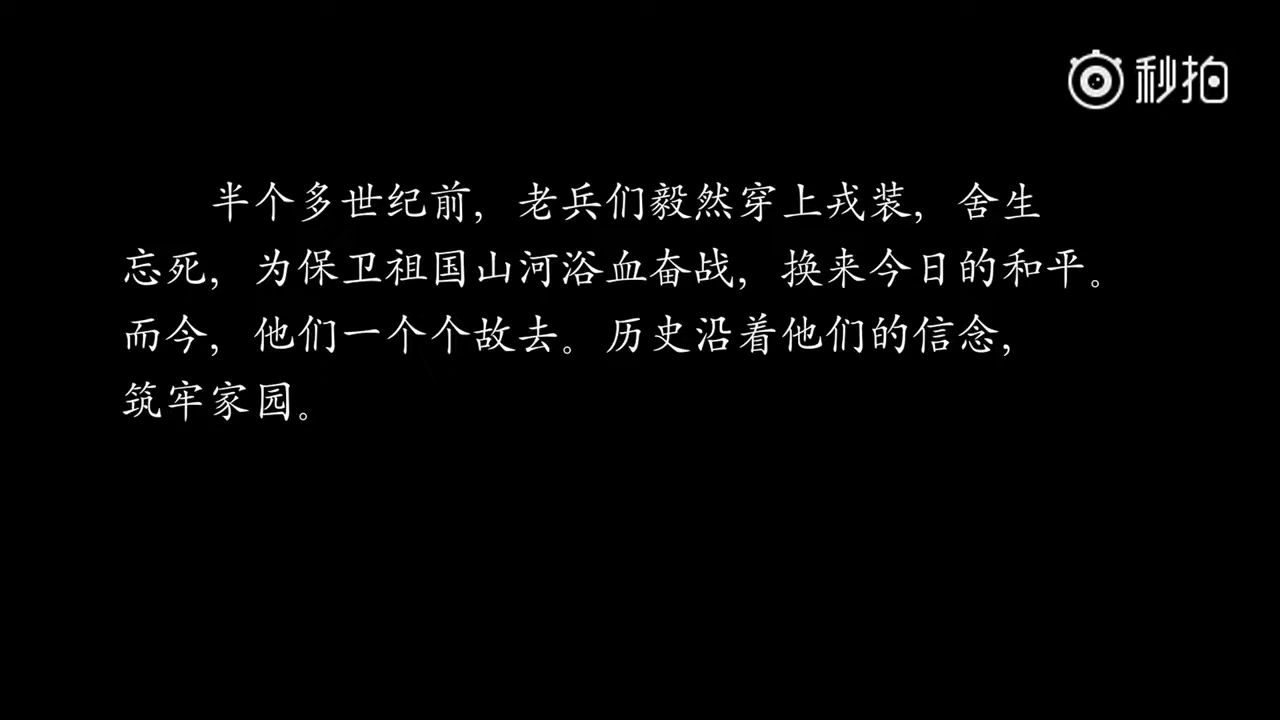 秒拍
半个多世纪前，老兵们毅然穿上戎装，舍生
忘死，为保卫祖国山河浴血奋战，换来今日的和平。
而今，他们一个个故去。历史沿着他们的信念，
筑牢家园。